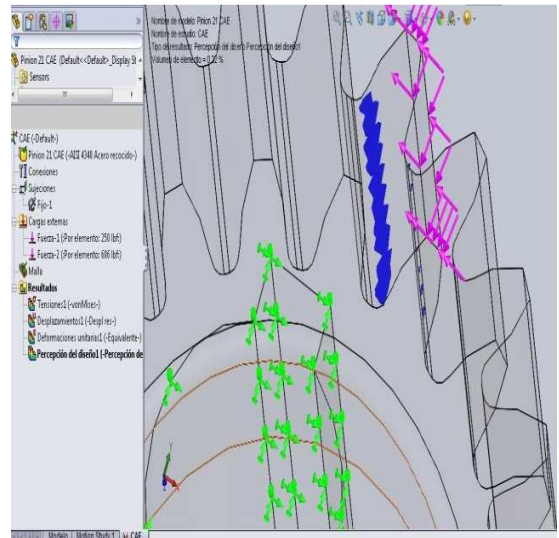 Nombre de modelo: Pinion 21 CAE
Nombre de estudio: CAE
Tipo de resultado: Percepción del diseño Percepción del diseño1
Volumen de elemento = 0.22 %
Pinion 21 CAE (Default<<Default>_Display St
Sensors
CAE (-Default-)
Pinion 21 CAE (-AISI 4340 Acero recocido-)
Conexiones
Sujeciones
Fijo-1
Cargas externas
Fuerza-1 (:Por elemento: 250 lbf:)
Fuerza-2 (:Por elemento: 606 lbf:)
Malla
Resultados
Tensiones1 (-vonMises-)
Desplazamientos1 (-Despl res-)
Deformaciones unitarias1 (-Equivalente-)
Percepción del diseño1 (-Percepción de
Modelo
Motion Study 1
CAE